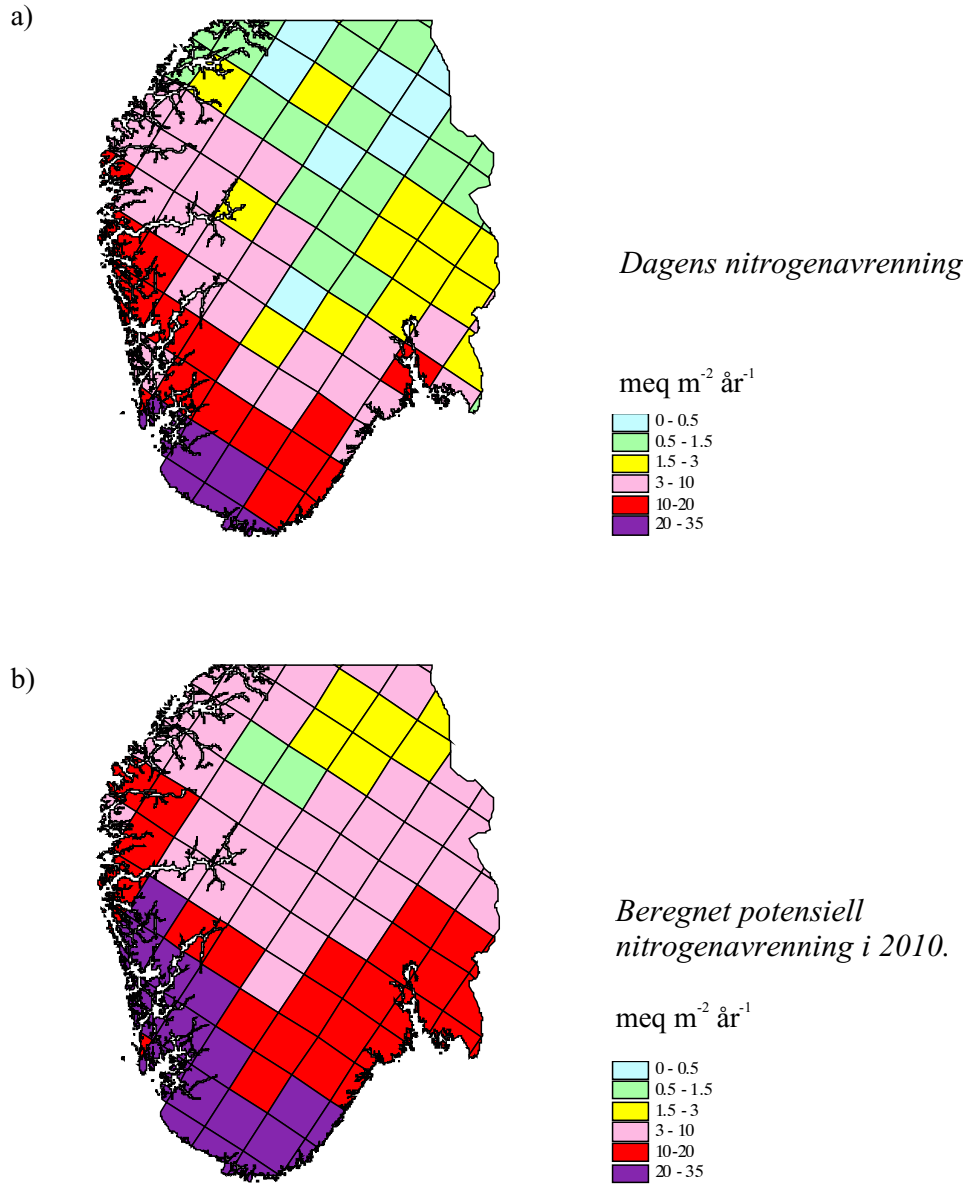 a)
Dagens nitrogenavrenning
meq m⁻² år⁻¹
0 - 0.5
0.5 - 1.5
1.5 - 3
3 - 10
10-20
20 - 35
b)
Beregnet potensiell
nitrogenavrenning i 2010.
meq m⁻² år⁻¹
0 - 0.5
0.5 - 1.5
1.5 - 3
3 - 10
10-20
20 - 35